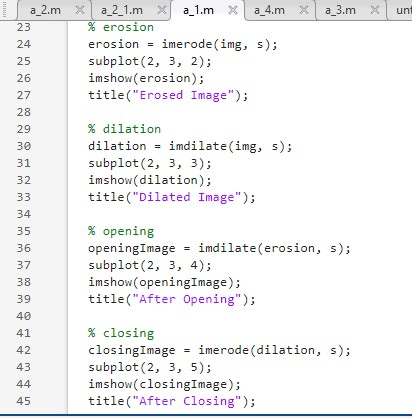 a_2.m × a_2_1.m × a_1.m × a_4.m × a_3.m × unt
23 % erosion
24 erosion = imerode(img, s);
25 subplot(2, 3, 2);
26 imshow(erosion);
27 title("Erosed Image");
28
29 % dilation
30 dilation = imdilate(img, s);
31 subplot(2, 3, 3);
32 imshow(dilation);
33 title("Dilated Image");
34
35 % opening
36 openingImage = imdilate(erosion, s);
37 subplot(2, 3, 4);
38 imshow(openingImage);
39 title("After Opening");
40
41 % closing
42 closingImage = imerode(dilation, s);
43 subplot(2, 3, 5);
44 imshow(closingImage);
45 title("After Closing");